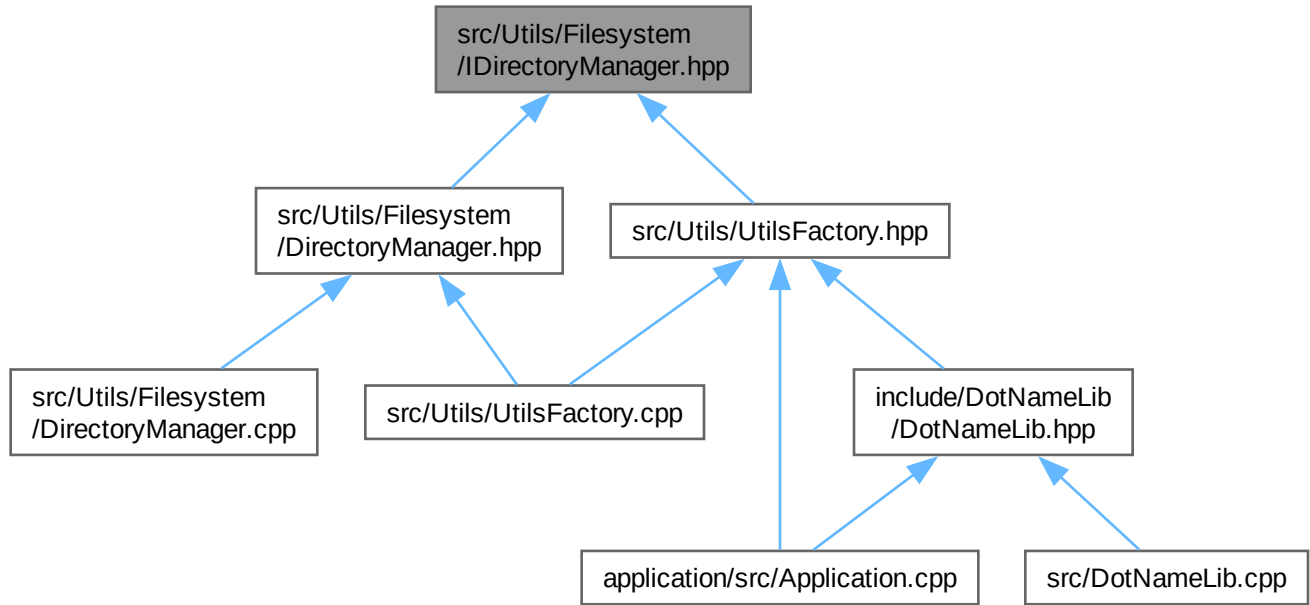 src/Utils/Filesystem
/IDirectoryManager.hpp
src/Utils/Filesystem
/DirectoryManager.hpp
src/Utils/UtilsFactory.hpp
src/Utils/Filesystem
/DirectoryManager.cpp
src/Utils/UtilsFactory.cpp
include/DotNameLib
/DotNameLib.hpp
application/src/Application.cpp
src/DotNameLib.cpp